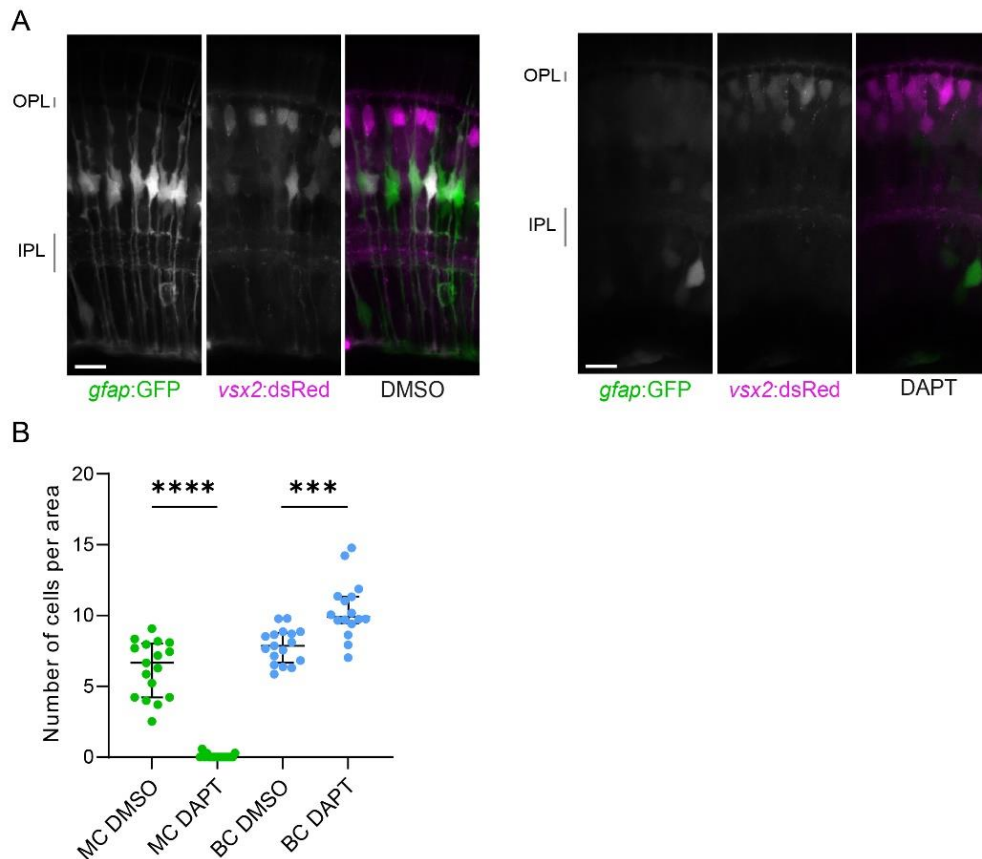 A
OPL
IPL
gfap:GFP vsx2:dsRed DMSO
OPL
IPL
gfap:GFP vsx2:dsRed DAPT
B
Number of cells per area
20
15
10
5
0
**** ***
MC DMSO
MC DAPT
BC DMSO
BC DAPT